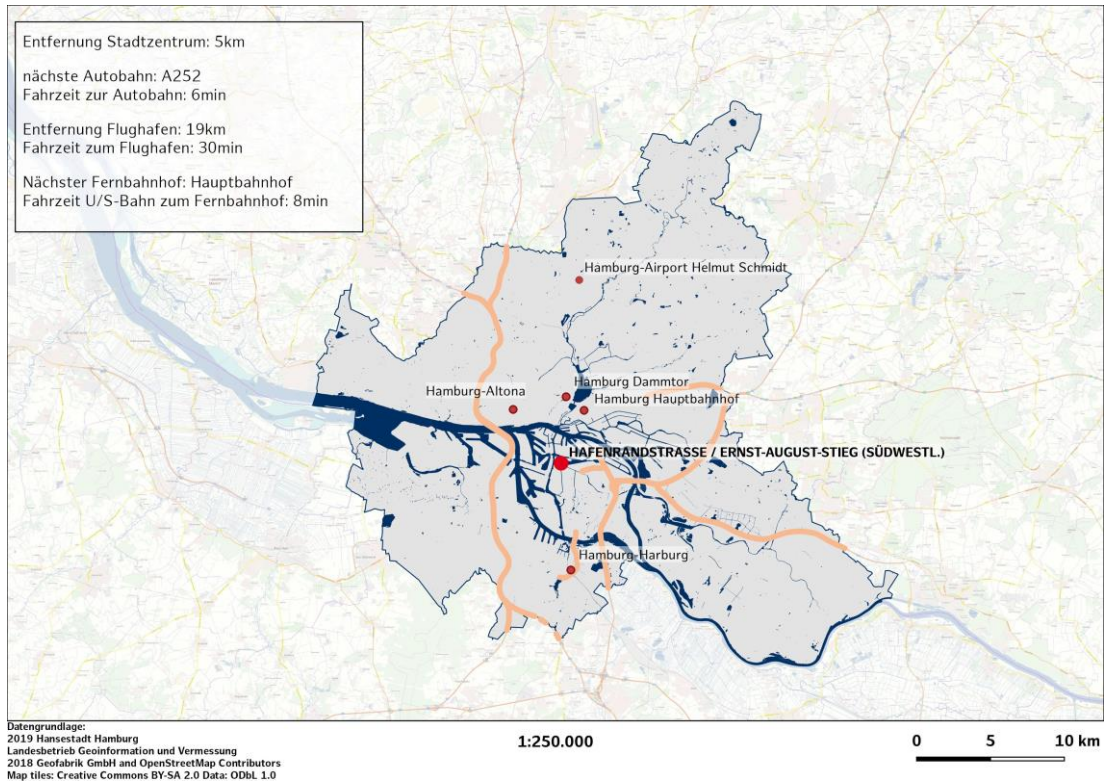 Entfernung Stadtzentrum: 5km
nächste Autobahn: A252
Fahrzeit zur Autobahn: 6min
Entfernung Flughafen: 19km
Fahrzeit zum Flughafen: 30min
Nächster Fernbahnhof: Hauptbahnhof
Fahrzeit U/S-Bahn zum Fernbahnhof: 8min
Hamburg-Airport Helmut Schmidt
Hamburg Dammtor
Hamburg-Altona
Hamburg Hauptbahnhof
HAFENRANDSTRASSE / ERNST-AUGUST-STIEG (SÜDWESTL.)
Hamburg-Harburg
Datengrundlage:
2019 Hansestadt Hamburg
Landesbetrieb Geoinformation und Vermessung
2018 Geofabrik GmbH and OpenStreetMap Contributors
Map tiles: Creative Commons BY-SA 2.0 Data: ODbL 1.0
1:250.000
0 5 10 km